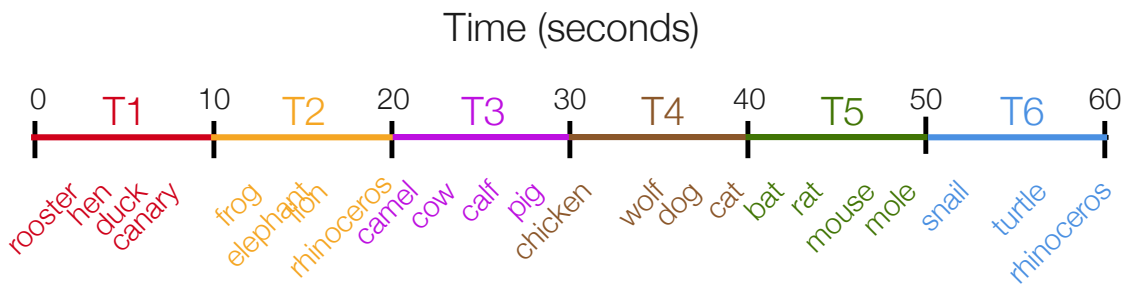 Time (seconds)
0 T1 10 T2 20 T3 30 T4 40 T5 50 T6 60
rooster hen duck canary frog elephant lion rhinoceros camel cow calf pig chicken wolf dog cat bat rat mouse mole snail turtle rhinoceros